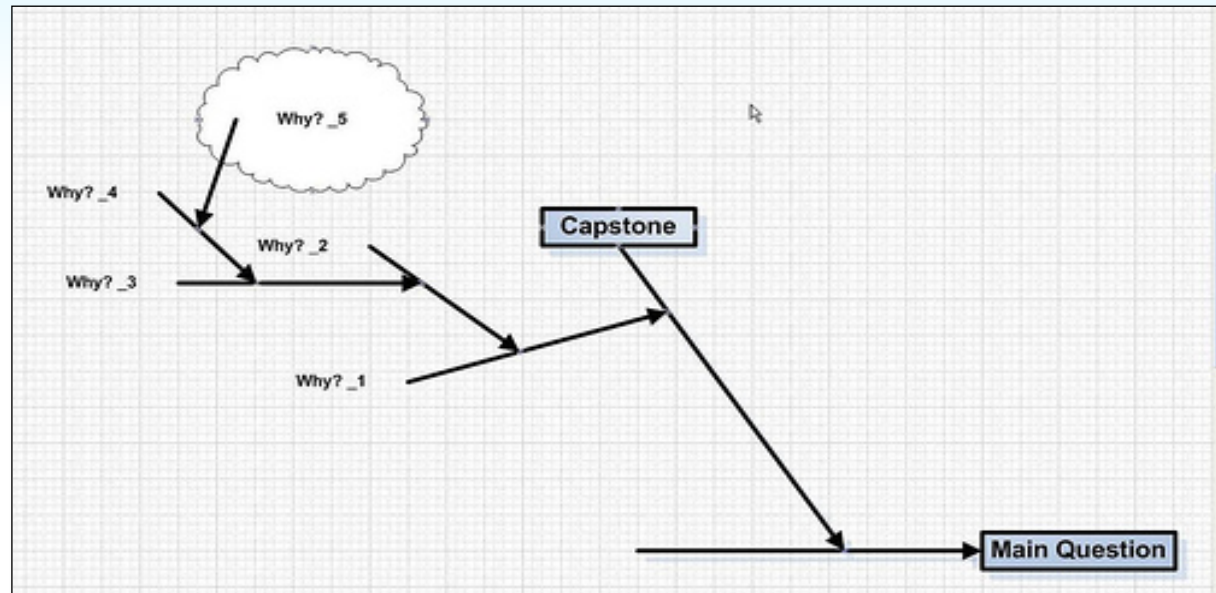 Why? _5
Why? _4
Why? _2
Capstone
Why? _3
Why? _1
Main Question